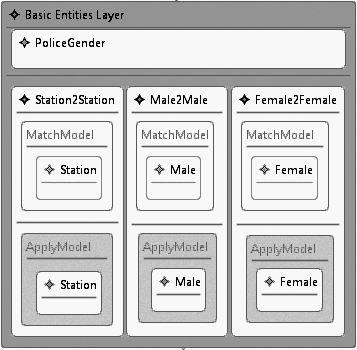 Basic Entities Layer
PoliceGender
Station2Station
Male2Male
Female2Female
MatchModel
MatchModel
MatchModel
Station
Male
Female
ApplyModel
ApplyModel
ApplyModel
Station
Male
Female